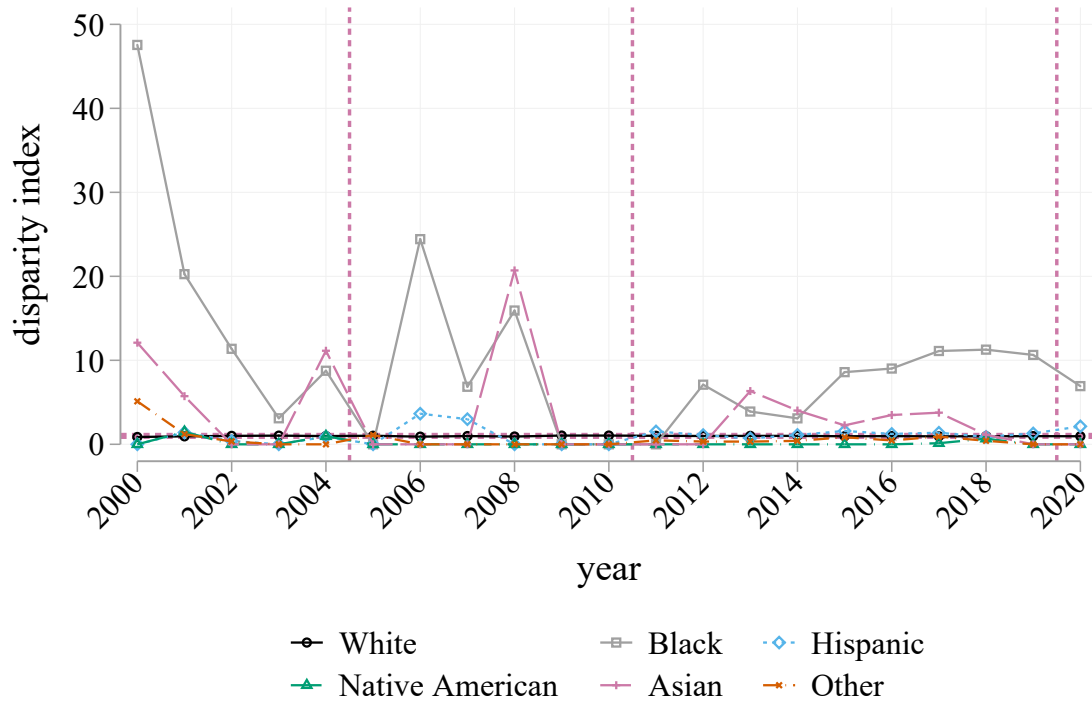 50
40
30
20
10
0
disparity index
2000 2002 2004 2006 2008 2010 2012 2014 2016 2018 2020
year
White Black Hispanic
Native American Asian Other